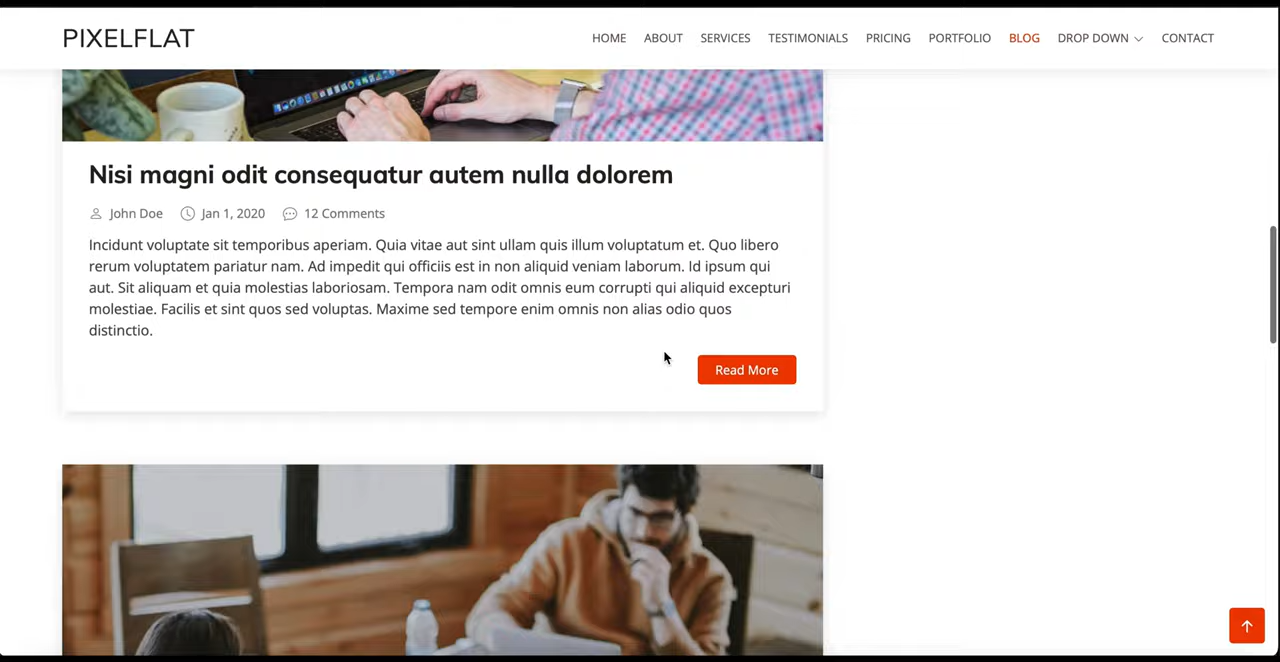 PIXELFLAT
HOME ABOUT SERVICES TESTIMONIALS PRICING PORTFOLIO BLOG DROP DOWN CONTACT
Nisi magni odit consequatur autem nulla dolorem
John Doe Jan 1, 2020 12 Comments
Incidunt voluptate sit temporibus aperiam. Quia vitae aut sint ullam quis illum voluptatum et. Quo libero
rerum voluptatem pariatur nam. Ad impedit qui officiis est in non aliquid veniam laborum. Id ipsum qui
aut. Sit aliquam et quia molestias laboriosam. Tempora nam odit omnis eum corrupti qui aliquid excepturi
molestiae. Facilis et sint quos sed voluptas. Maxime sed tempore enim omnis non alias odio quos
distinctio.
Read More